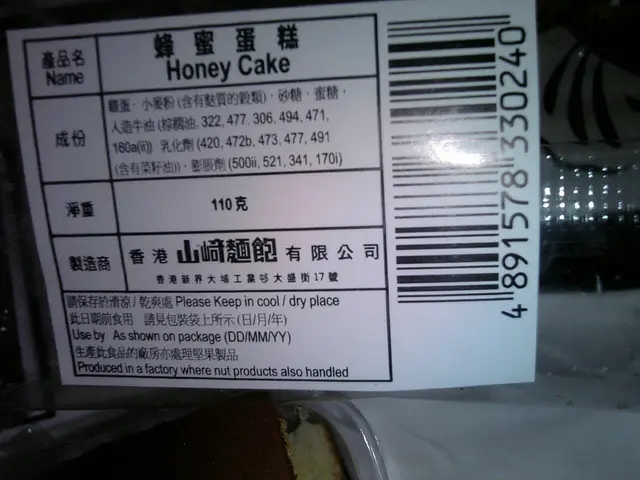 產品名
Name
蜂蜜蛋糕
Honey Cake
成份
雞蛋, 小麥粉 (含有麩質的穀類), 砂糖, 蜜糖,
人造牛油 (棕櫚油, 322, 477, 306, 494, 471,
160a(ii)) 乳化劑 (420, 472b, 473, 477, 491
(含有菜籽油)), 膨脹劑 (500ii, 521, 341, 170i)
淨重
110 克
製造商
香港 山崎麵飽 有限公司
香港新界大埔工業邨大盛街17號
請保存於清涼 / 乾爽處 Please Keep in cool / dry place
此日期前食用 請見包裝袋上所示 (日/月/年)
Use by As shown on package (DD/MM/YY)
生產此食品的廠房亦處理堅果製品
Produced in a factory where nut products also handled
4 891578 330240